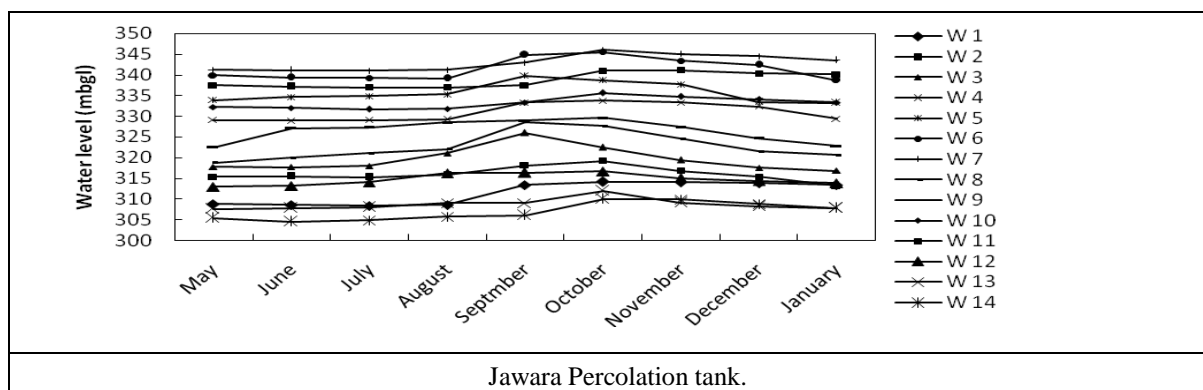 Water level (mbgl)
350
345
340
335
330
325
320
315
310
305
300
May
June
July
August
Septmber
October
November
December
January
W 1
W 2
W 3
W 4
W 5
W 6
W 7
W 8
W 9
W 10
W 11
W 12
W 13
W 14
Jawara Percolation tank.